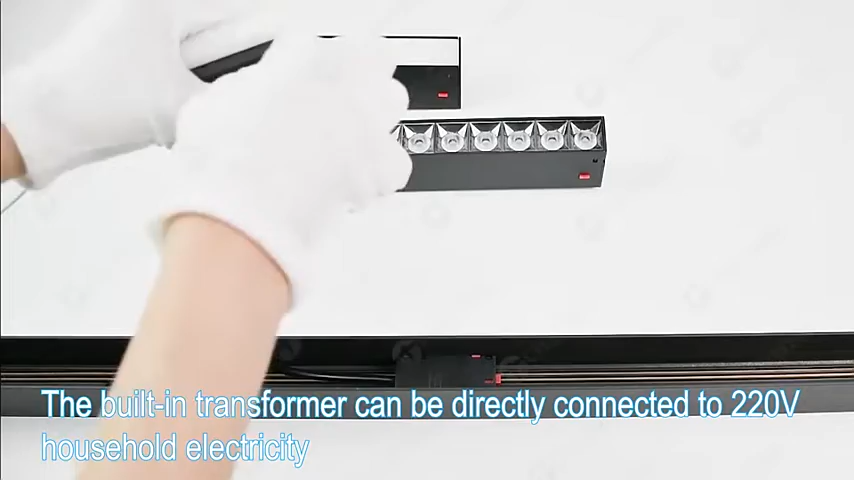 The built-in transformer can be directly connected to 220V
household electricity